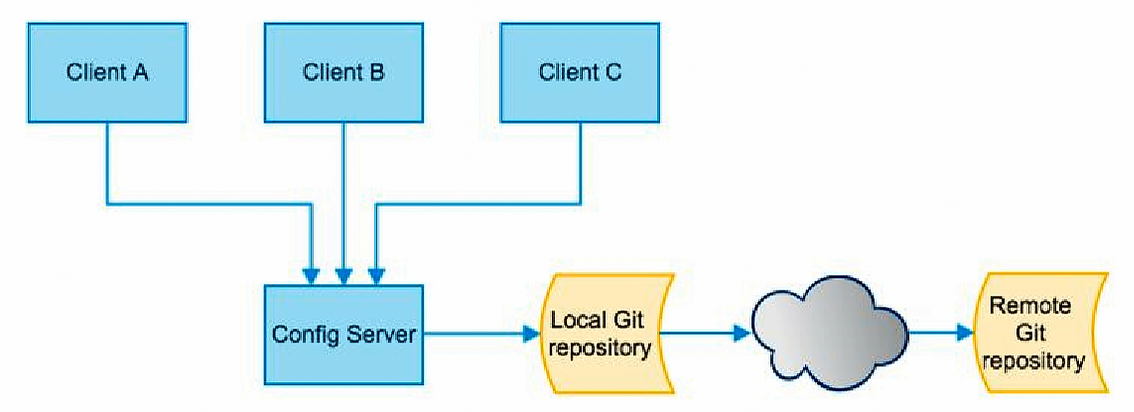 Client A
Client B
Client C
Config Server
Local Git
repository
Remote
Git
repository